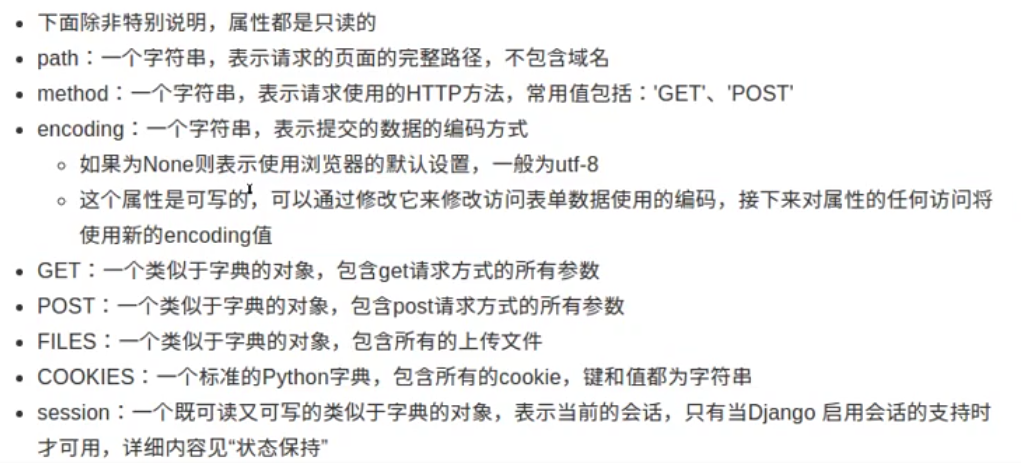 下面除非特别说明，属性都是只读的
path：一个字符串，表示请求的页面的完整路径，不包含域名
method：一个字符串，表示请求使用的HTTP方法，常用值包括：'GET'、'POST'
encoding：一个字符串，表示提交的数据的编码方式
如果为None则表示使用浏览器的默认设置，一般为utf-8
这个属性是可写的，可以通过修改它来修改访问表单数据使用的编码，接下来对属性的任何访问将
使用新的encoding值
GET：一个类似于字典的对象，包含get请求方式的所有参数
POST：一个类似于字典的对象，包含post请求方式的所有参数
FILES：一个类似于字典的对象，包含所有的上传文件
COOKIES：一个标准的Python字典，包含所有的cookie，键和值都为字符串
session：一个既可读又可写的类似于字典的对象，表示当前的会话，只有当Django 启用会话的支持时
才可用，详细内容见“状态保持”